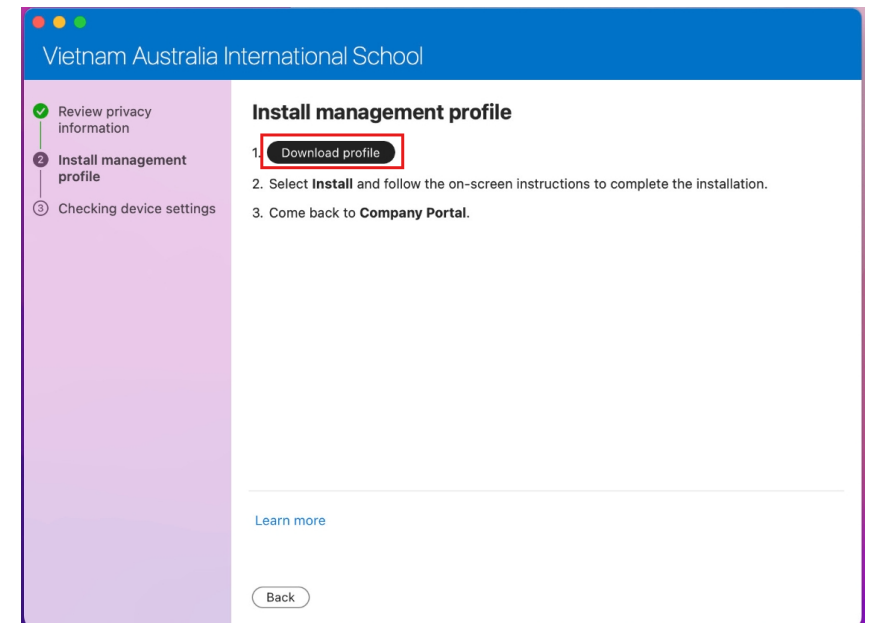 Vietnam Australia International School
Review privacy
information
2 Install management
profile
3 Checking device settings
Install management profile
1. Download profile
2. Select Install and follow the on-screen instructions to complete the installation.
3. Come back to Company Portal.
Learn more
Back